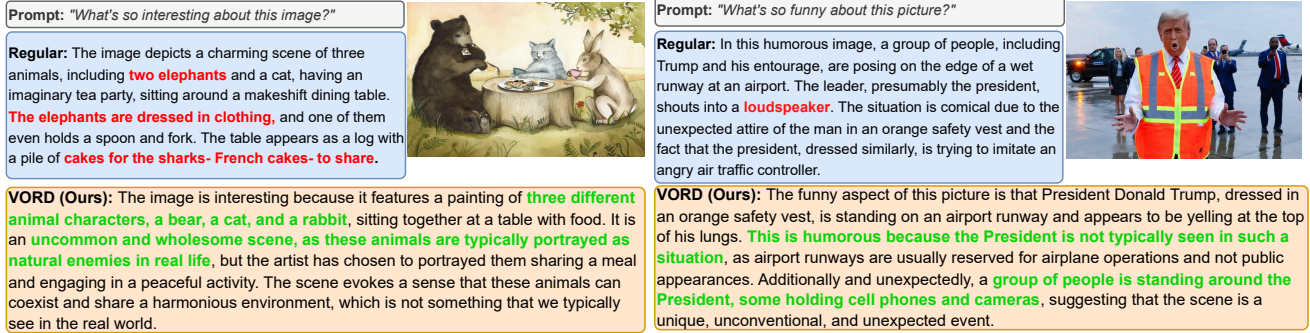 Prompt: "What's so interesting about this image?"
Regular: The image depicts a charming scene of three
animals, including two elephants and a cat, having an
imaginary tea party, sitting around a makeshift dining table.
The elephants are dressed in clothing, and one of them
even holds a spoon and fork. The table appears as a log with
a pile of cakes for the sharks- French cakes- to share.
VORD (Ours): The image is interesting because it features a painting of three different
animal characters, a bear, a cat, and a rabbit, sitting together at a table with food. It is
an uncommon and wholesome scene, as these animals are typically portrayed as
natural enemies in real life, but the artist has chosen to portrayed them sharing a meal
and engaging in a peaceful activity. The scene evokes a sense that these animals can
coexist and share a harmonious environment, which is not something that we typically
see in the real world.
Prompt: "What's so funny about this picture?"
Regular: In this humorous image, a group of people, including
Trump and his entourage, are posing on the edge of a wet
runway at an airport. The leader, presumably the president,
shouts into a loudspeaker. The situation is comical due to the
unexpected attire of the man in an orange safety vest and the
fact that the president, dressed similarly, is trying to imitate an
angry air traffic controller.
VORD (Ours): The funny aspect of this picture is that President Donald Trump, dressed in
an orange safety vest, is standing on an airport runway and appears to be yelling at the top
of his lungs. This is humorous because the President is not typically seen in such a
situation, as airport runways are usually reserved for airplane operations and not public
appearances. Additionally and unexpectedly, a group of people is standing around the
President, some holding cell phones and cameras, suggesting that the scene is a
unique, unconventional, and unexpected event.